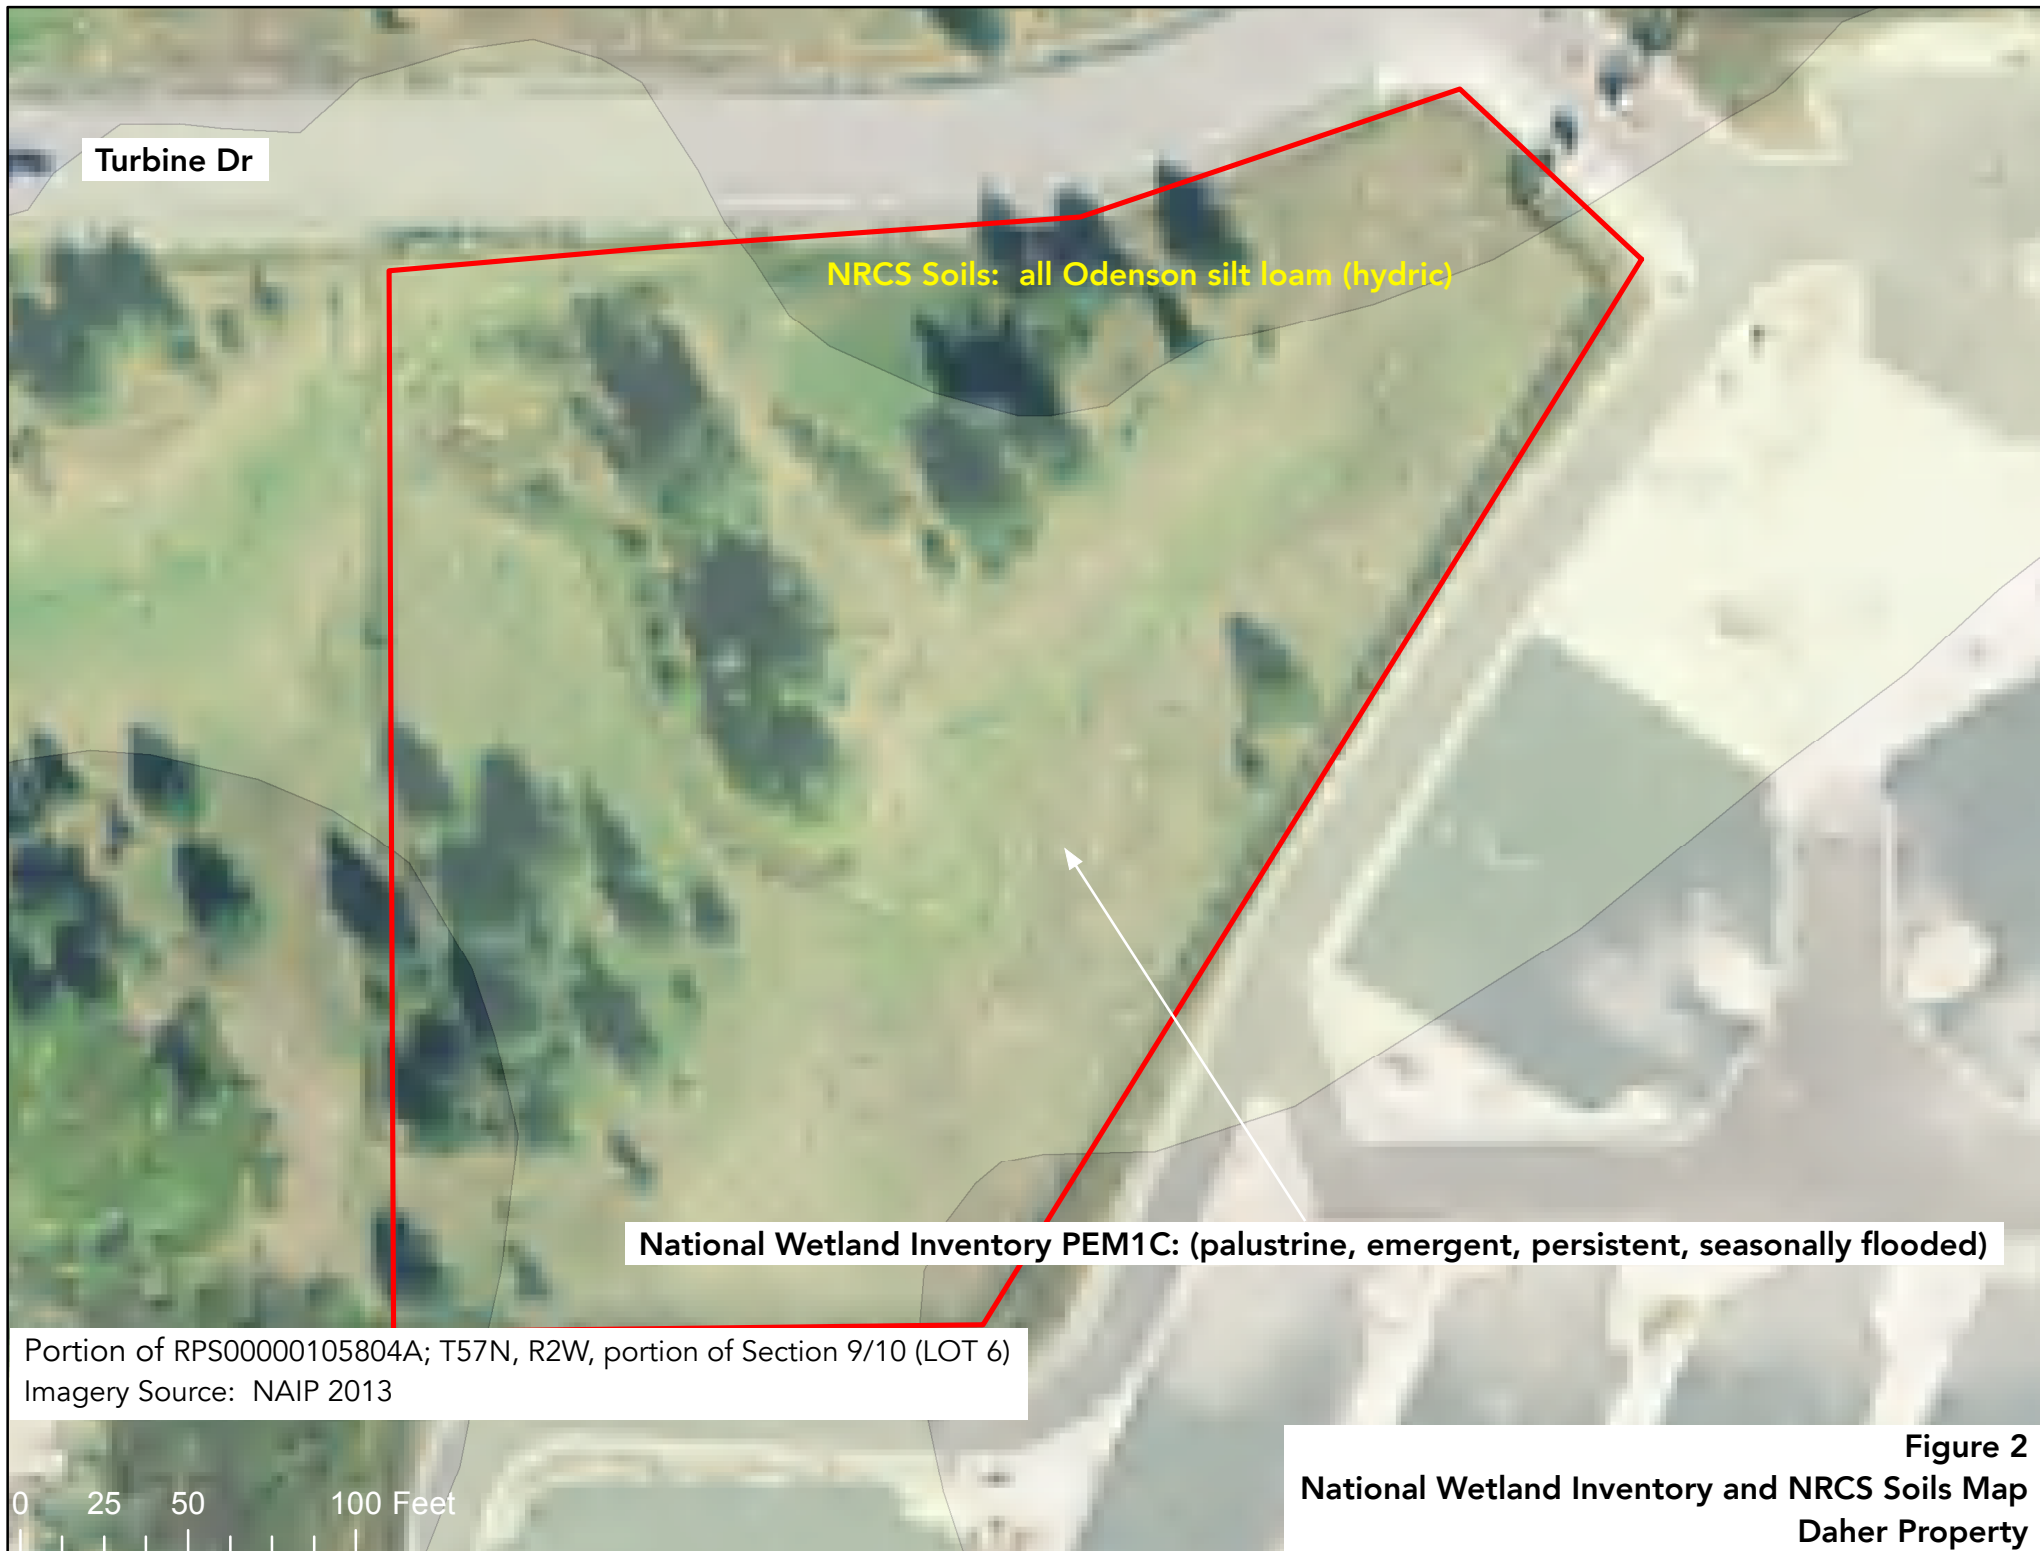 Turbine Dr
NRCS Soils: all Odenson silt loam (hydric)
National Wetland Inventory PEM1C: (palustrine, emergent, persistent, seasonally flooded)
Portion of RPS00000105804A; T57N, R2W, portion of Section 9/10 (LOT 6)
Imagery Source: NAIP 2013
0 25 50 100 Feet
Figure 2
National Wetland Inventory and NRCS Soils Map
Daher Property